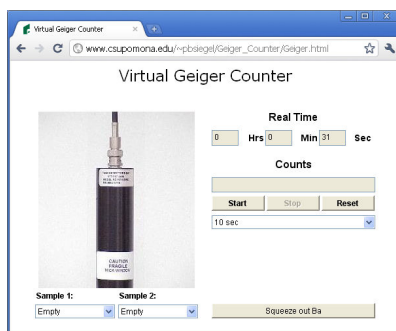 Virtual Geiger Counter
www.csupomona.edu/~pbsiegel/Geiger_Counter/Geiger.html
Virtual Geiger Counter
Real Time
0 Hrs 0 Min 31 Sec
Counts
Start Stop Reset
10 sec
CAUTION
FRAGILE
Sample 1: Sample 2:
Empty Empty
Squeeze out Ba